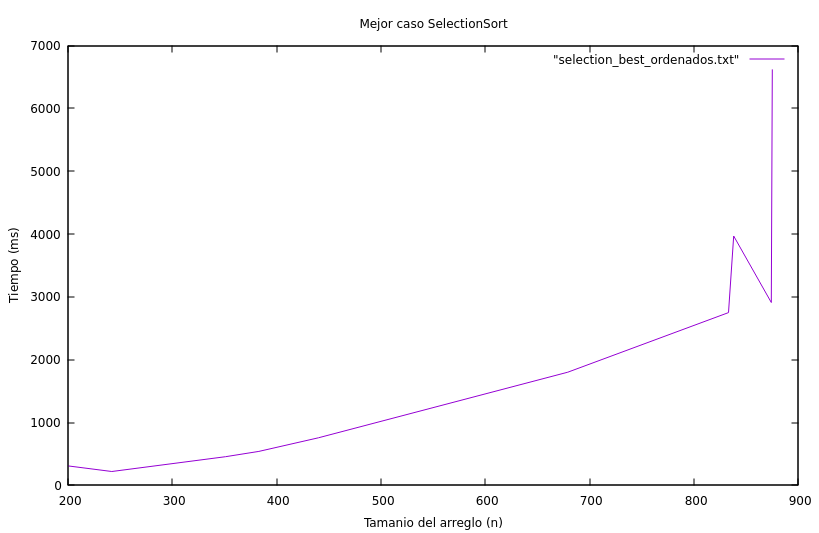 Mejor caso SelectionSort
"selection_best_ordenados.txt"
7000
6000
5000
4000
3000
2000
1000
0
Tiempo (ms)
200 300 400 500 600 700 800 900
Tamanio del arreglo (n)